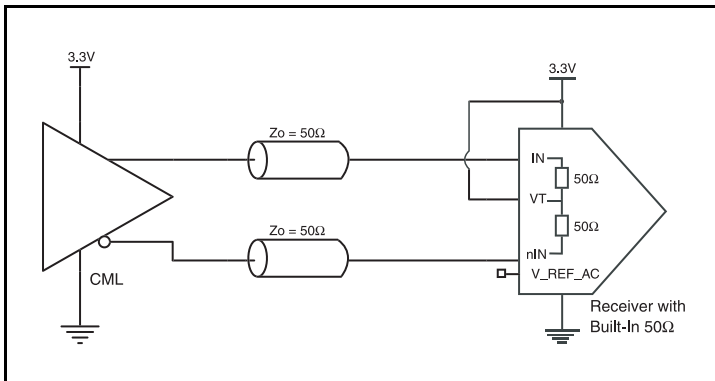 3.3V
3.3V
Zo = 50Ω
IN
50Ω
VT
50Ω
Zo = 50Ω
nIN
V_REF_AC
CML
Receiver with
Built-In 50Ω